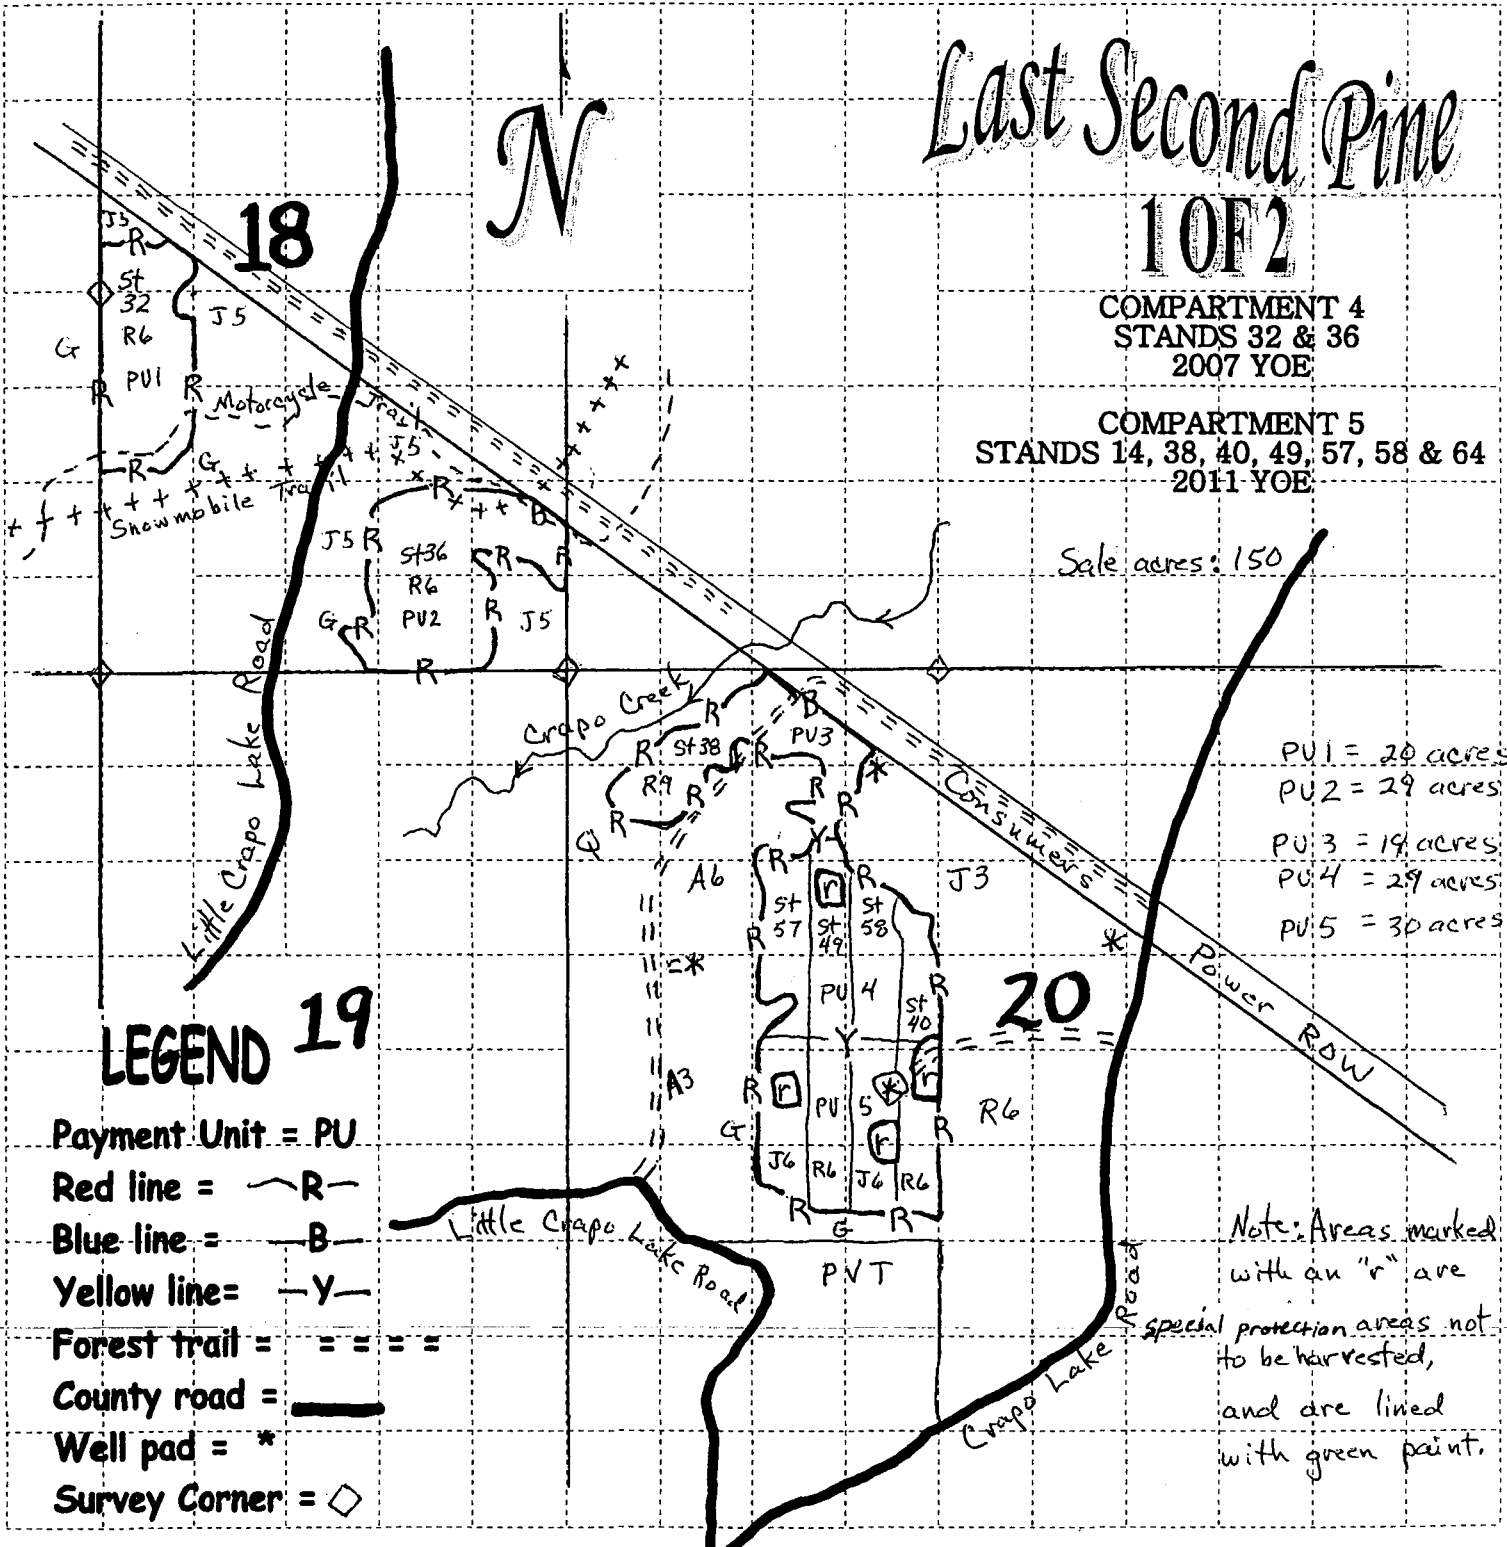 Last Second Pine
1 OF 2
COMPARTMENT 4
STANDS 32 & 36
2007 YOE
COMPARTMENT 5
STANDS 14, 38, 40, 49, 57, 58 & 64
2011 YOE
Sale acres: 150
N
18
J5
R
St
32
R6
PU1
J5
G
R
R
Motorcycle Trail
J5
R
G
Snowmobile Trail
R
B
J5
R
St36
R6
PU2
R
R
R
J5
G
R
R
Little Crapo Lake Road
Crapo Creek
R
B
PU3
St38
R
R
R9
R
R
R
R
Q
Y
R
R
A6
J3
r
St
57
St
49
St
58
R
PU 4
R
St
40
Y
Consumers Power ROW
PU1 = 20 acres
PU2 = 29 acres
PU3 = 19 acres
PU4 = 29 acres
PU5 = 30 acres
19
20
A3
R
r
PU 5
r
R6
G
r
R
J6
R6
J6
R6
R
R
G
PVT
Little Crapo Lake Road
Crapo Lake Road
LEGEND
Payment Unit = PU
Red line = R
Blue line = B
Yellow line= Y
Forest trail = = = = =
County road =
Well pad = *
Survey Corner = ◇
Note: Areas marked
with an "r" are
special protection areas not
to be harvested,
and are lined
with green paint.